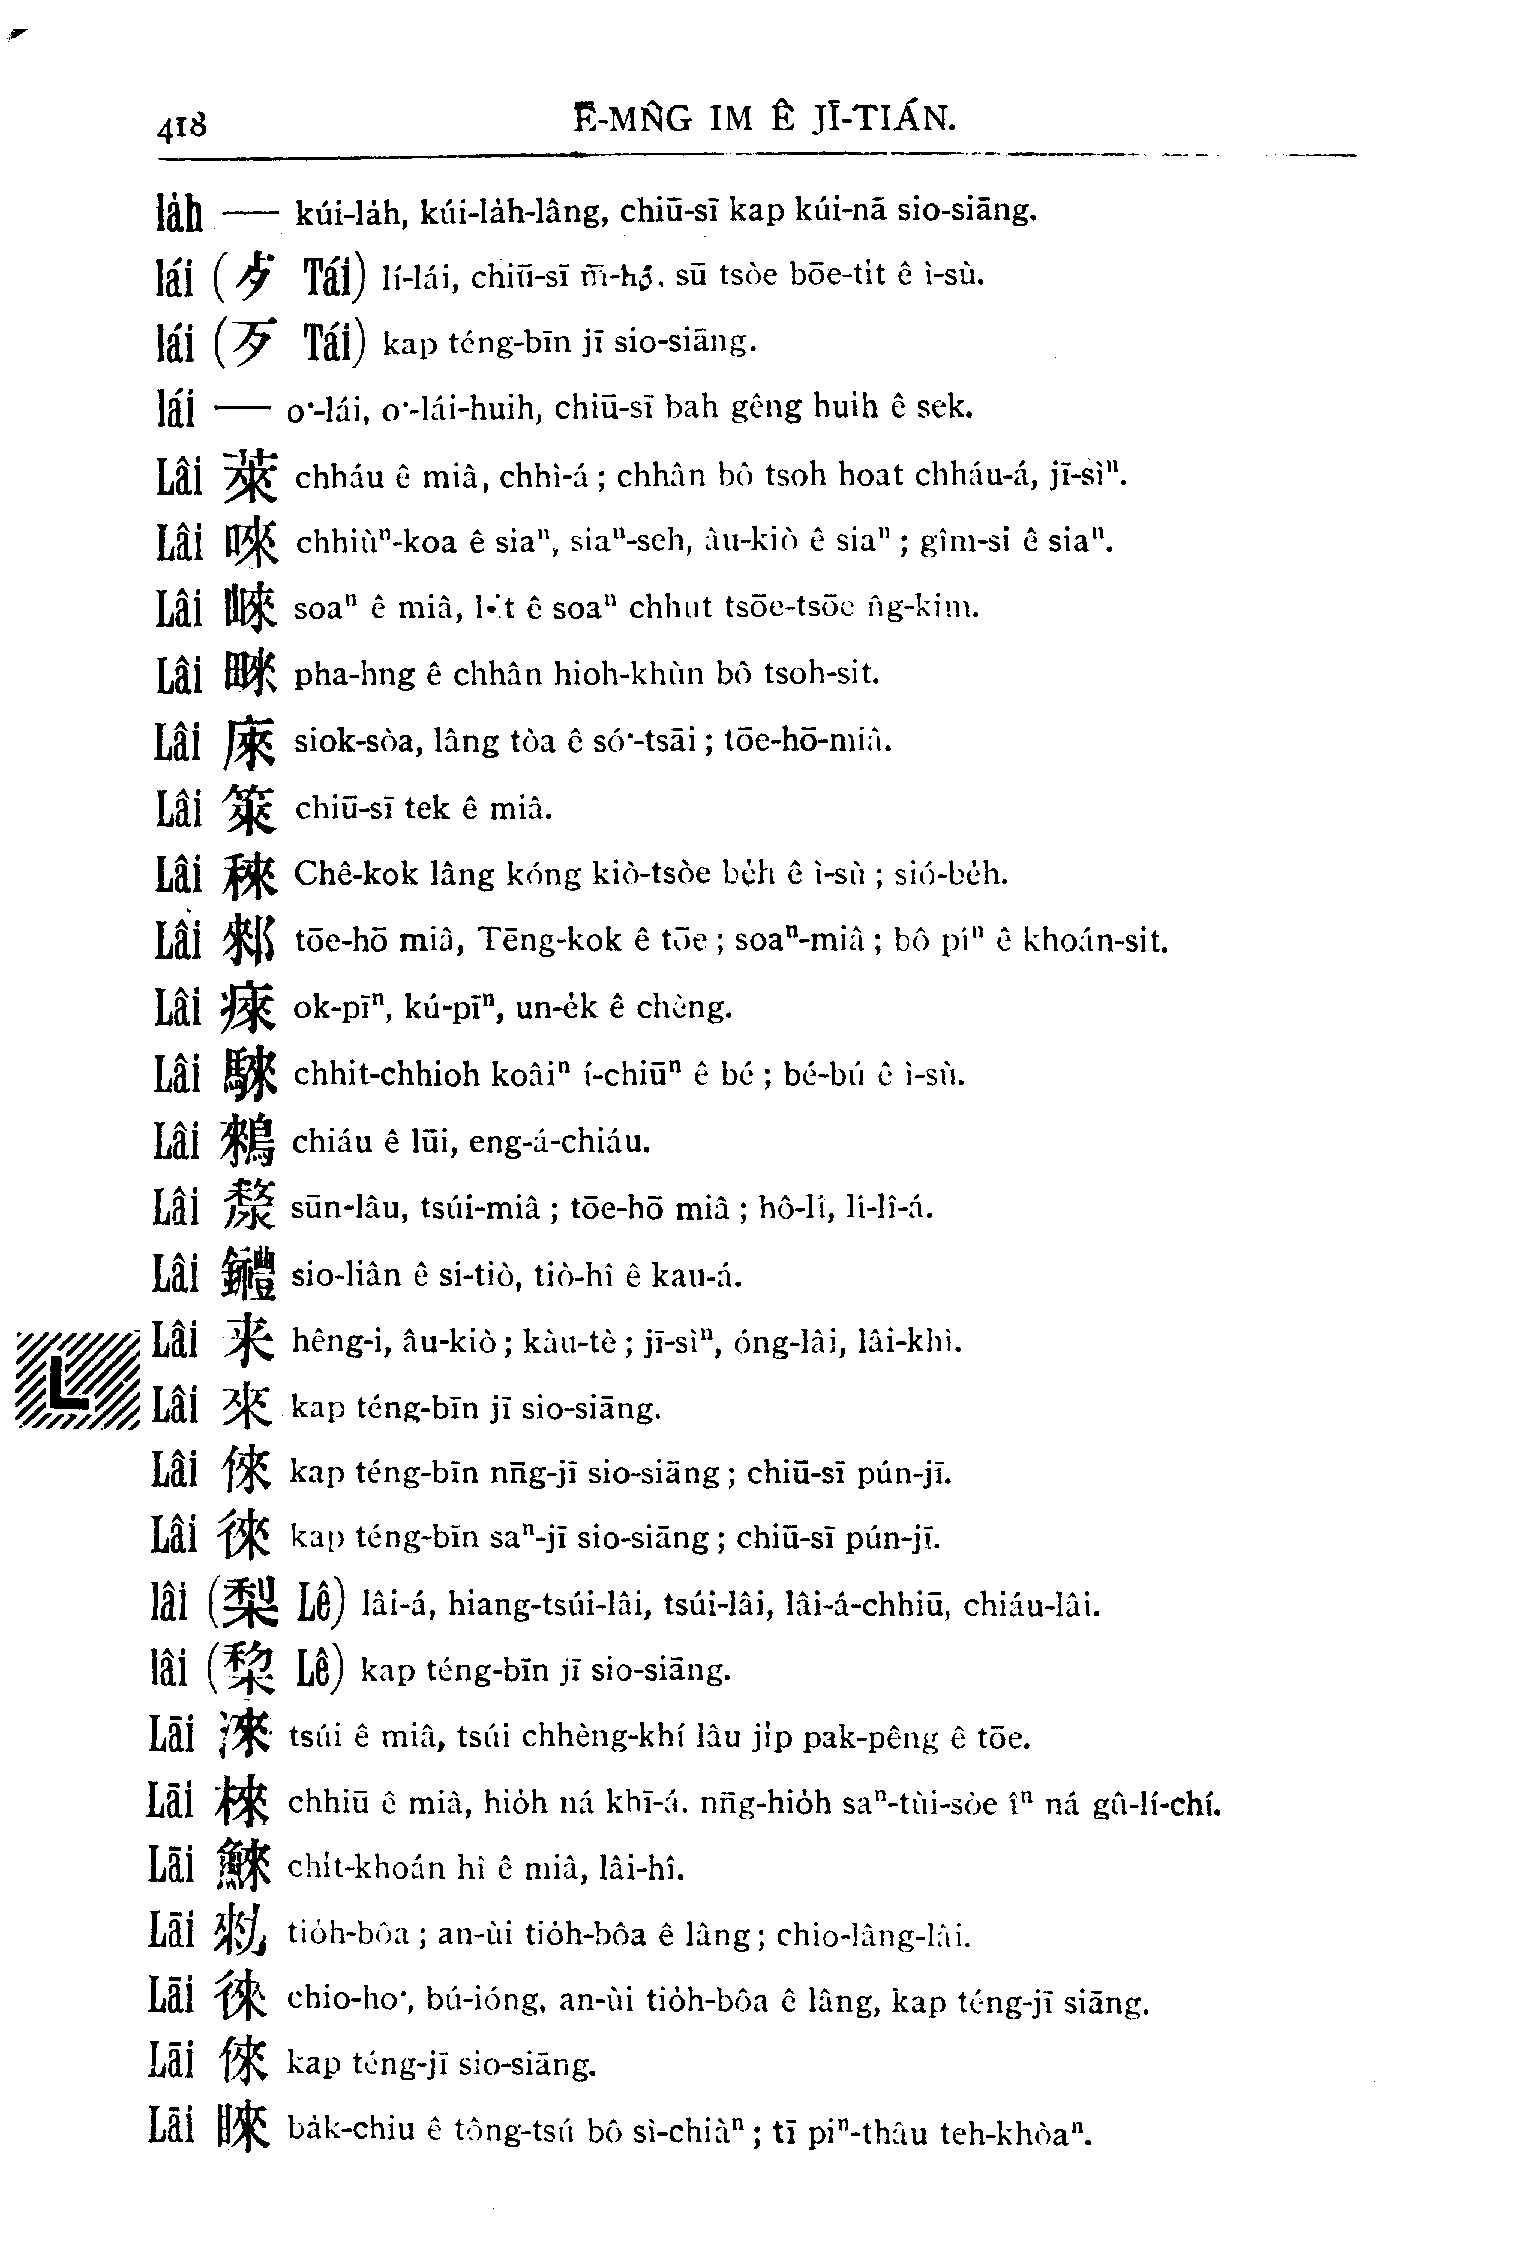 418 Ē-MN̂G IM Ê JĪ-TIÁN.
la̍h — kúi-la̍h, kúi-la̍h-lâng, chiū-sī kap kúi-nā sio-siāng.
lái (歺 Tái) lí-lái, chiū-sī m̄-hó, sū tsòe bōe-ti̍t ê ì-sù.
lái (歹 Tái) kap téng-bīn jī sio-siāng.
lái — o͘-lái, o͘-lái-huih, chiū-sī bah gêng huih ê sek.
Lâi 萊 chháu ê miâ, chhì-á; chhân bô tsoh hoat chháu-á, jī-sìⁿ.
Lâi 唻 chhiùⁿ-koa ê siaⁿ, siaⁿ-seh, âu-kiò ê siaⁿ; gîm-si ê siaⁿ.
Lâi 崍 soaⁿ ê miâ, ê soaⁿ chhut tsōe-tsōe n̂g-kim.
Lâi 睞 pha-hng ê chhân hioh-khùn bô tsoh-sit.
Lâi 庲 siok-sòa, lâng tòa ê só͘-tsāi; tōe-hō-miâ.
Lâi 箂 chiū-sī tek ê miâ.
Lâi 秾 Chê-kok lâng kóng kiò-tsòe be̍h ê ì-sù; sió-be̍h.
Lâi 郲 tōe-hō miâ, Tēng-kok ê tōe; soaⁿ-miâ; bô píⁿ ê khoán-sit.
Lâi 痳 ok-pīⁿ, kú-pīⁿ, un-e̍k ê chèng.
Lâi 騋 chhit-chhioh koâiⁿ í-chiūⁿ ê bé; bé-bú ê ì-sù.
Lâi 鶆 chiáu ê lūi, eng-á-chiáu.
Lâi 漦 sūn-lâu, tsúi-miâ; tōe-hō miâ; hô-lí, lí-lî-á.
Lâi sio-liân ê si-tiò, tiò-hî ê kau-á.
L
Lâi 来 hêng-i, âu-kiò; kàu-tè; jī-sìⁿ, óng-lâi, lâi-khì.
Lâi 來 kap téng-bīn jī sio-siāng.
Lâi 倈 kap téng-bīn nn̄g-jī sio-siāng; chiū-sī pún-jī.
Lâi 徠 kap téng-bīn saⁿ-jī sio-siāng; chiū-sī pún-jī.
lâi (梨 Lê) lâi-á, hiang-tsúi-lâi, tsúi-lâi, lâi-á-chhiū, chiáu-lâi.
lâi (棃 Lê) kap téng-bīn jī sio-siāng.
Lāi 淶 tsúi ê miâ, tsúi chhèng-khí lâu ji̍p pak-pêng ê tōe.
Lāi 梾 chhiū ê miâ, hio̍h ná khī-á. nn̄g-hio̍h saⁿ-tùi-sòe îⁿ ná gû-lí-chí.
Lāi 鯠 chi̍t-khoán hî ê miâ, lâi-hî.
Lāi 勑 tio̍h-bôa; an-ùi tio̍h-bôa ê lâng; chio-lâng-lâi.
Lāi 徠 chio-ho͘, bú-ióng, an-ùi tio̍h-bôa ê lâng, kap téng-jī siāng.
Lāi 倈 kap téng-jī sio-siāng.
Lāi 睞 ba̍k-chiu ê tông-tsú bô sì-chiàⁿ; tī piⁿ-thâu teh-khòaⁿ.